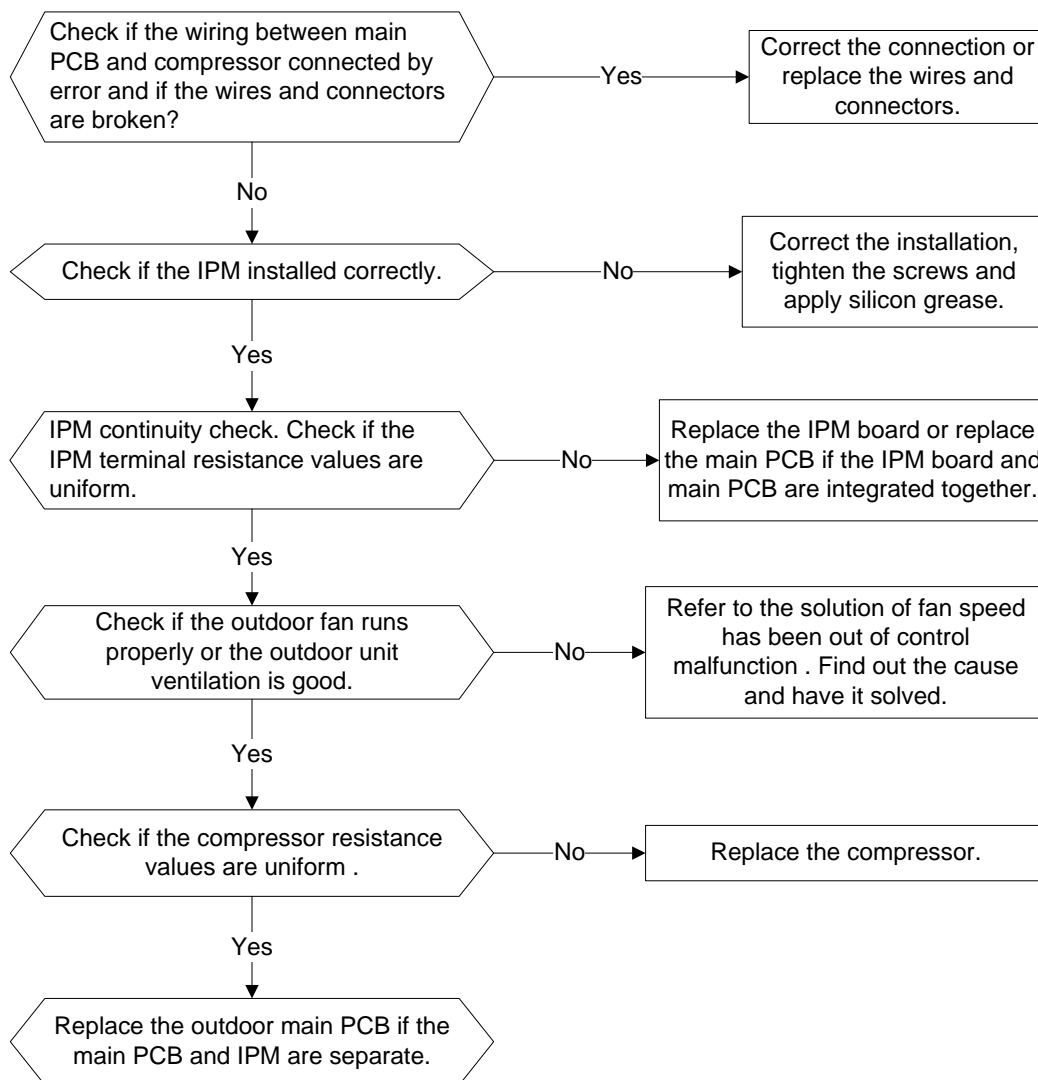 Check if the wiring between main
PCB and compressor connected by
error and if the wires and connectors
are broken?
Yes
Correct the connection or
replace the wires and
connectors.
No
Check if the IPM installed correctly.
No
Correct the installation,
tighten the screws and
apply silicon grease.
Yes
IPM continuity check. Check if the
IPM terminal resistance values are
uniform.
No
Replace the IPM board or replace
the main PCB if the IPM board and
main PCB are integrated together.
Yes
Check if the outdoor fan runs
properly or the outdoor unit
ventilation is good.
No
Refer to the solution of fan speed
has been out of control
malfunction . Find out the cause
and have it solved.
Yes
Check if the compressor resistance
values are uniform .
No
Replace the compressor.
Yes
Replace the outdoor main PCB if the
main PCB and IPM are separate.